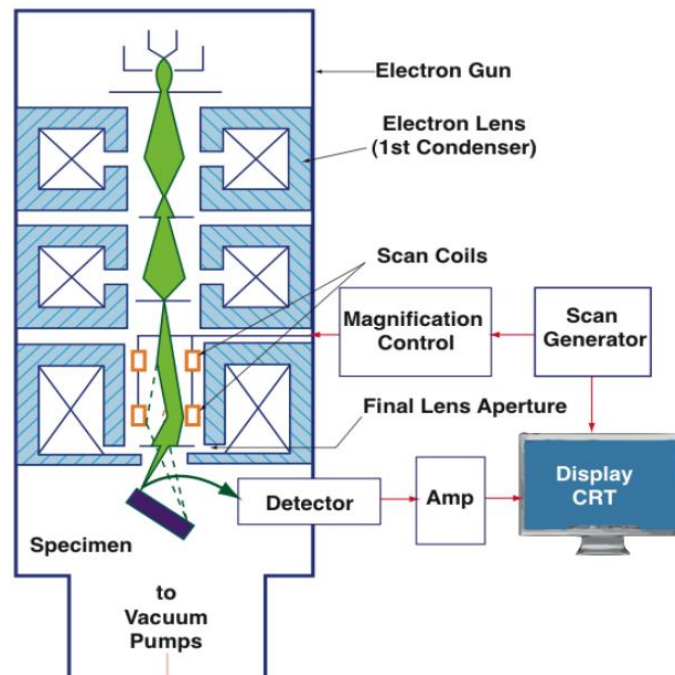 Electron Gun
Electron Lens
(1st Condenser)
Scan Coils
Magnification
Control
Scan
Generator
Final Lens Aperture
Display
CRT
Detector
Amp
Specimen
to
Vacuum
Pumps